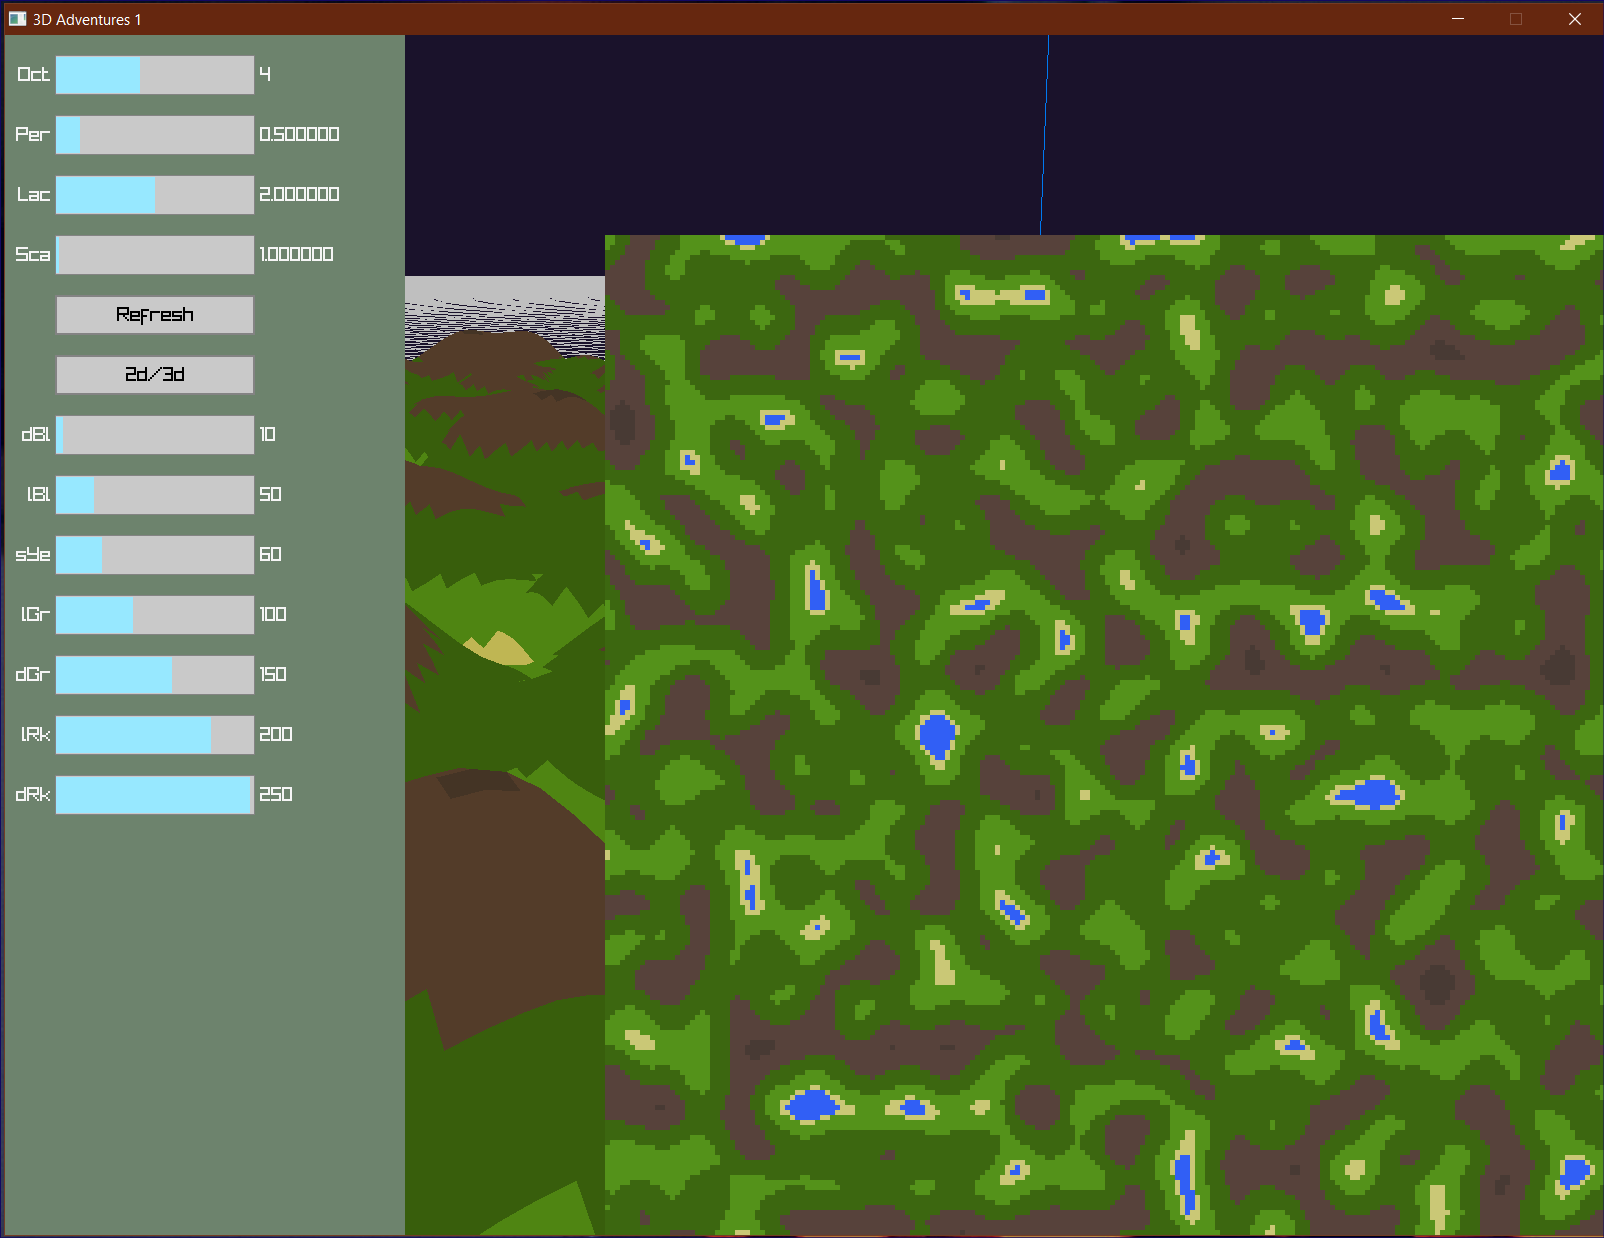 3D Adventures 1
Oct 4
Per 0.500000
Lac 2.000000
Sca 1.000000
Refresh
2d/3d
dBl 10
lBl 50
sYe 60
lGr 100
dGr 150
lRk 200
dRk 250